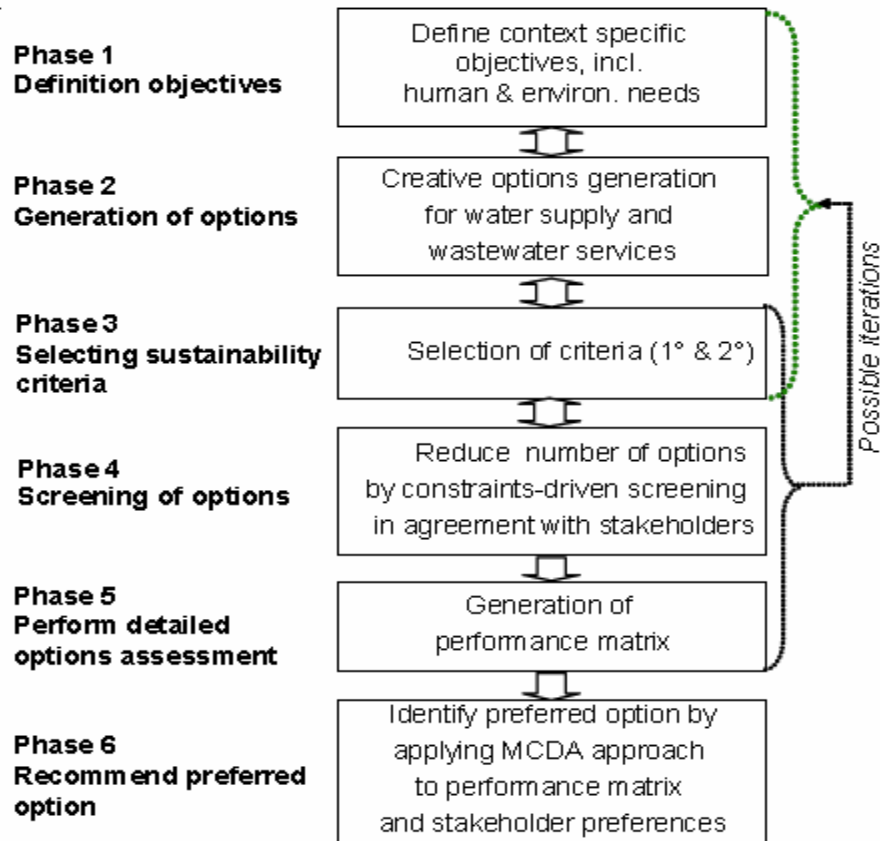 Phase 1
Definition objectives
Define context specific
objectives, incl.
human & environ. needs
Phase 2
Generation of options
Creative options generation
for water supply and
wastewater services
Phase 3
Selecting sustainability
criteria
Selection of criteria (1° & 2°)
Phase 4
Screening of options
Reduce number of options
by constraints-driven screening
in agreement with stakeholders
Phase 5
Perform detailed
options assessment
Generation of
performance matrix
Phase 6
Recommend preferred
option
Identify preferred option by
applying MCDA approach
to performance matrix
and stakeholder preferences
Possible iterations